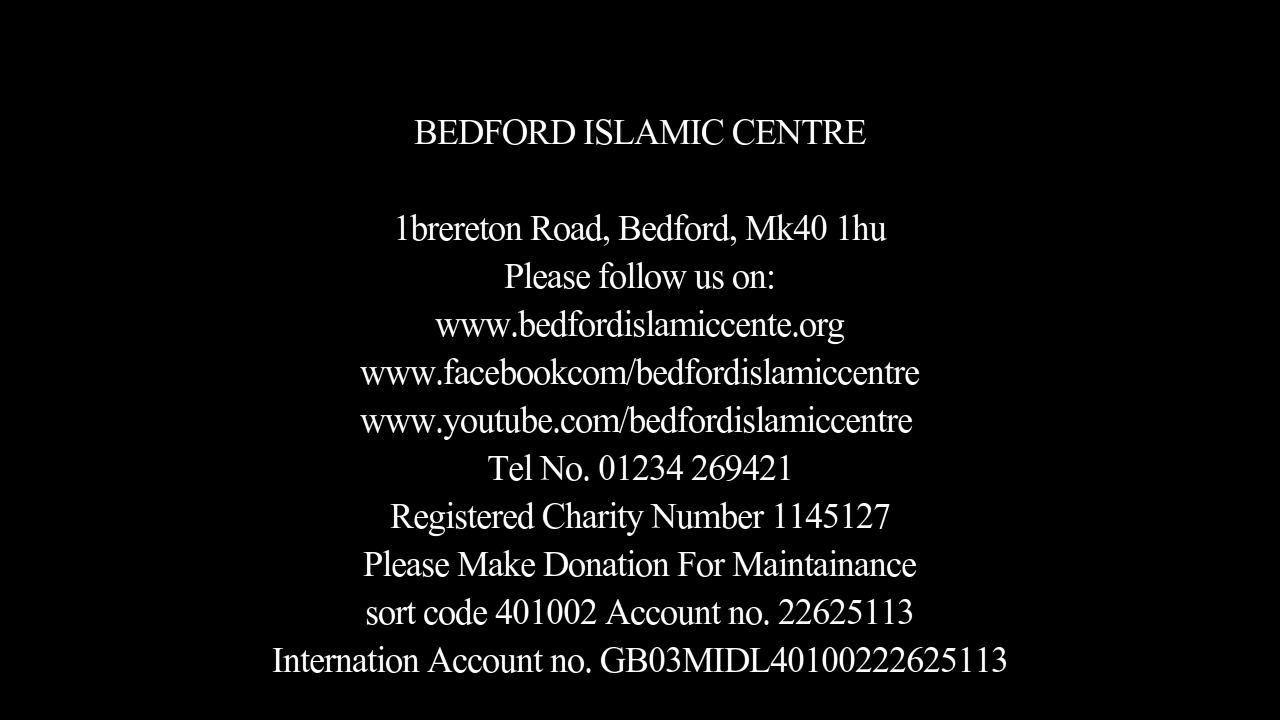 BEDFORD ISLAMIC CENTRE
1brereton Road, Bedford, Mk40 1hu
Please follow us on:
www.bedfordislamiccente.org
www.facebookcom/bedfordislamiccentre
www.youtube.com/bedfordislamiccentre
Tel No. 01234 269421
Registered Charity Number 1145127
Please Make Donation For Maintainance
sort code 401002 Account no. 22625113
Internation Account no. GB03MIDL40100222625113